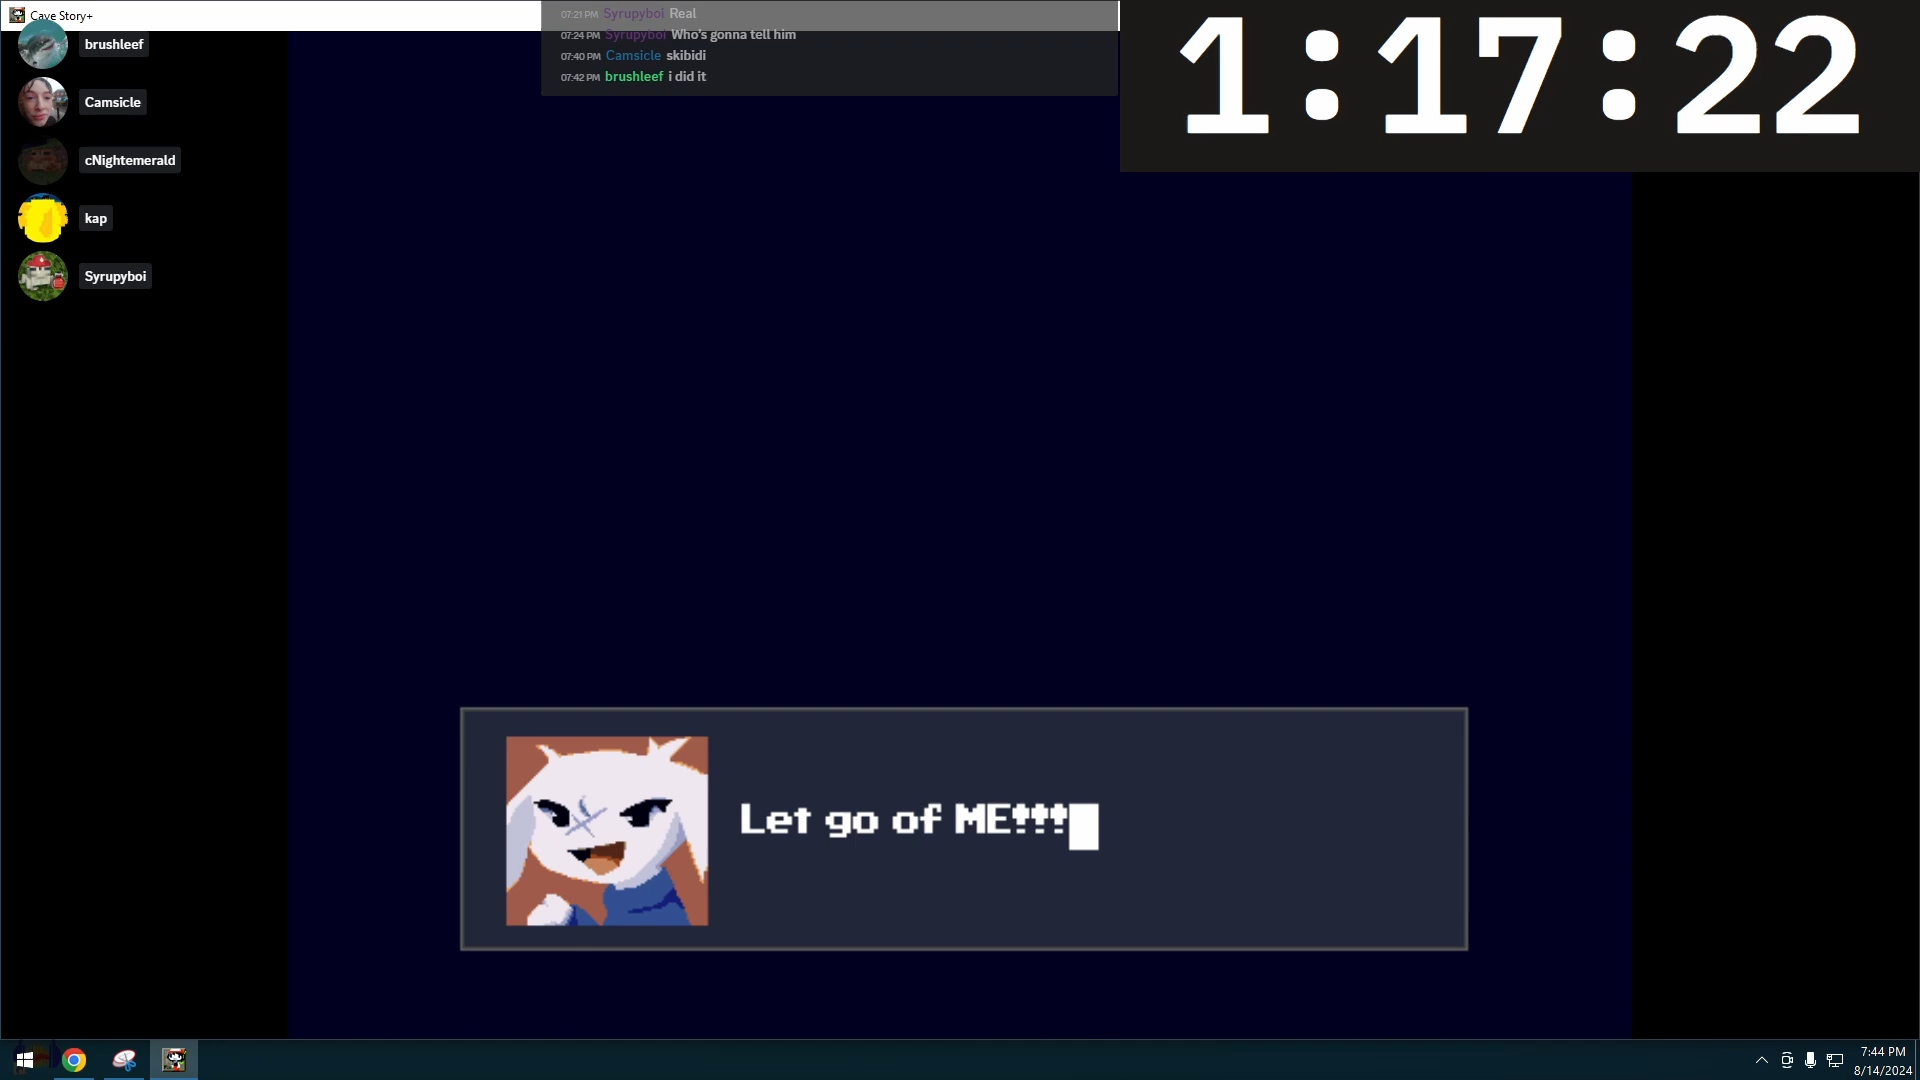 Cave Story+
07:21 PM Syrupyboi Real
07:24 PM Syrupyboi Who's gonna tell him
07:40 PM Camsicle skibidi
07:42 PM brushleef i did it
1:17:22
brushleef
Camsicle
cNightemerald
kap
Syrupyboi
Let go of ME!!!
7:44 PM
8/14/2024